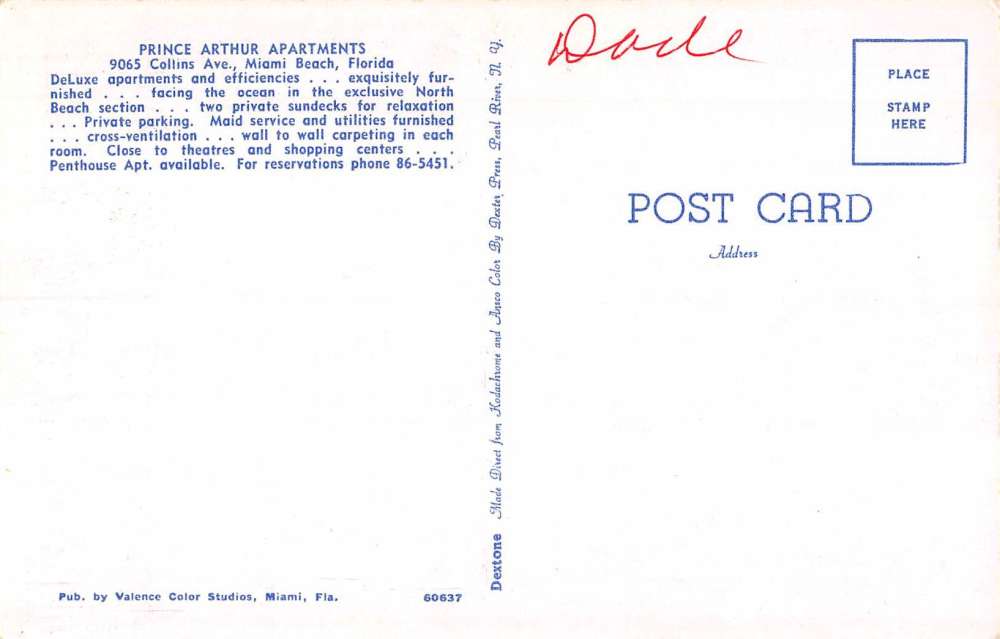 PRINCE ARTHUR APARTMENTS
9065 Collins Ave., Miami Beach, Florida
DeLuxe apartments and efficiencies . . . exquisitely fur-
nished . . . facing the ocean in the exclusive North
Beach section . . . two private sundecks for relaxation
. . . Private parking. Maid service and utilities furnished
. . . cross-ventilation . . . wall to wall carpeting in each
room. Close to theatres and shopping centers . . .
Penthouse Apt. available. For reservations phone 86-5451.
Pub. by Valence Color Studios, Miami, Fla.
60637
Dextone Made Direct from Kodachrome and Ansco Color By Dexter Press, Pearl River, N. Y.
Dade
PLACE
STAMP
HERE
POST CARD
Address